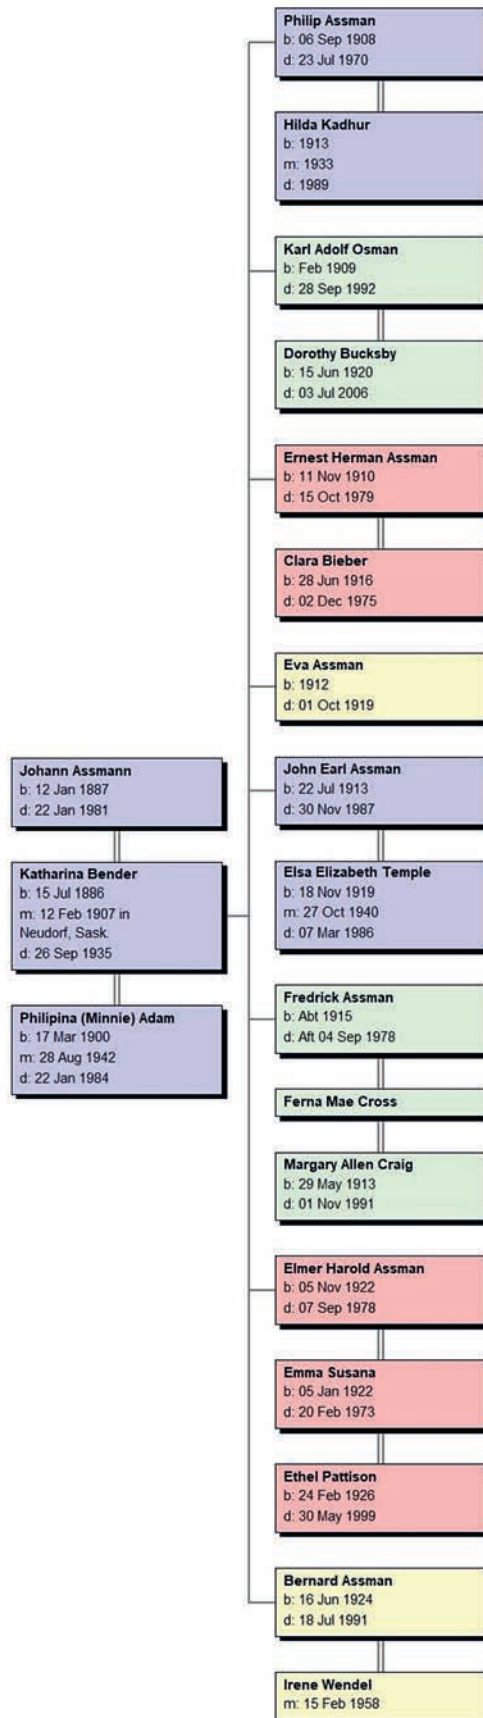 Philip Assman
b: 06 Sep 1908
d: 23 Jul 1970
Hilda Kadhur
b: 1913
m: 1933
d: 1989
Karl Adolf Osman
b: Feb 1909
d: 28 Sep 1992
Dorothy Bucksby
b: 15 Jun 1920
d: 03 Jul 2006
Ernest Herman Assman
b: 11 Nov 1910
d: 15 Oct 1979
Clara Bieber
b: 28 Jun 1916
d: 02 Dec 1975
Eva Assman
b: 1912
d: 01 Oct 1919
Johann Assmann
b: 12 Jan 1887
d: 22 Jan 1981
Katharina Bender
b: 15 Jul 1886
m: 12 Feb 1907 in
Neudorf, Sask.
d: 26 Sep 1935
Philipina (Minnie) Adam
b: 17 Mar 1900
m: 28 Aug 1942
d: 22 Jan 1984
John Earl Assman
b: 22 Jul 1913
d: 30 Nov 1987
Elsa Elizabeth Temple
b: 18 Nov 1919
m: 27 Oct 1940
d: 07 Mar 1986
Fredrick Assman
b: Abt 1915
d: Aft 04 Sep 1978
Ferna Mae Cross
Margary Allen Craig
b: 29 May 1913
d: 01 Nov 1991
Elmer Harold Assman
b: 05 Nov 1922
d: 07 Sep 1978
Emma Susana
b: 05 Jan 1922
d: 20 Feb 1973
Ethel Pattison
b: 24 Feb 1926
d: 30 May 1999
Bernard Assman
b: 16 Jun 1924
d: 18 Jul 1991
Irene Wendel
m: 15 Feb 1958